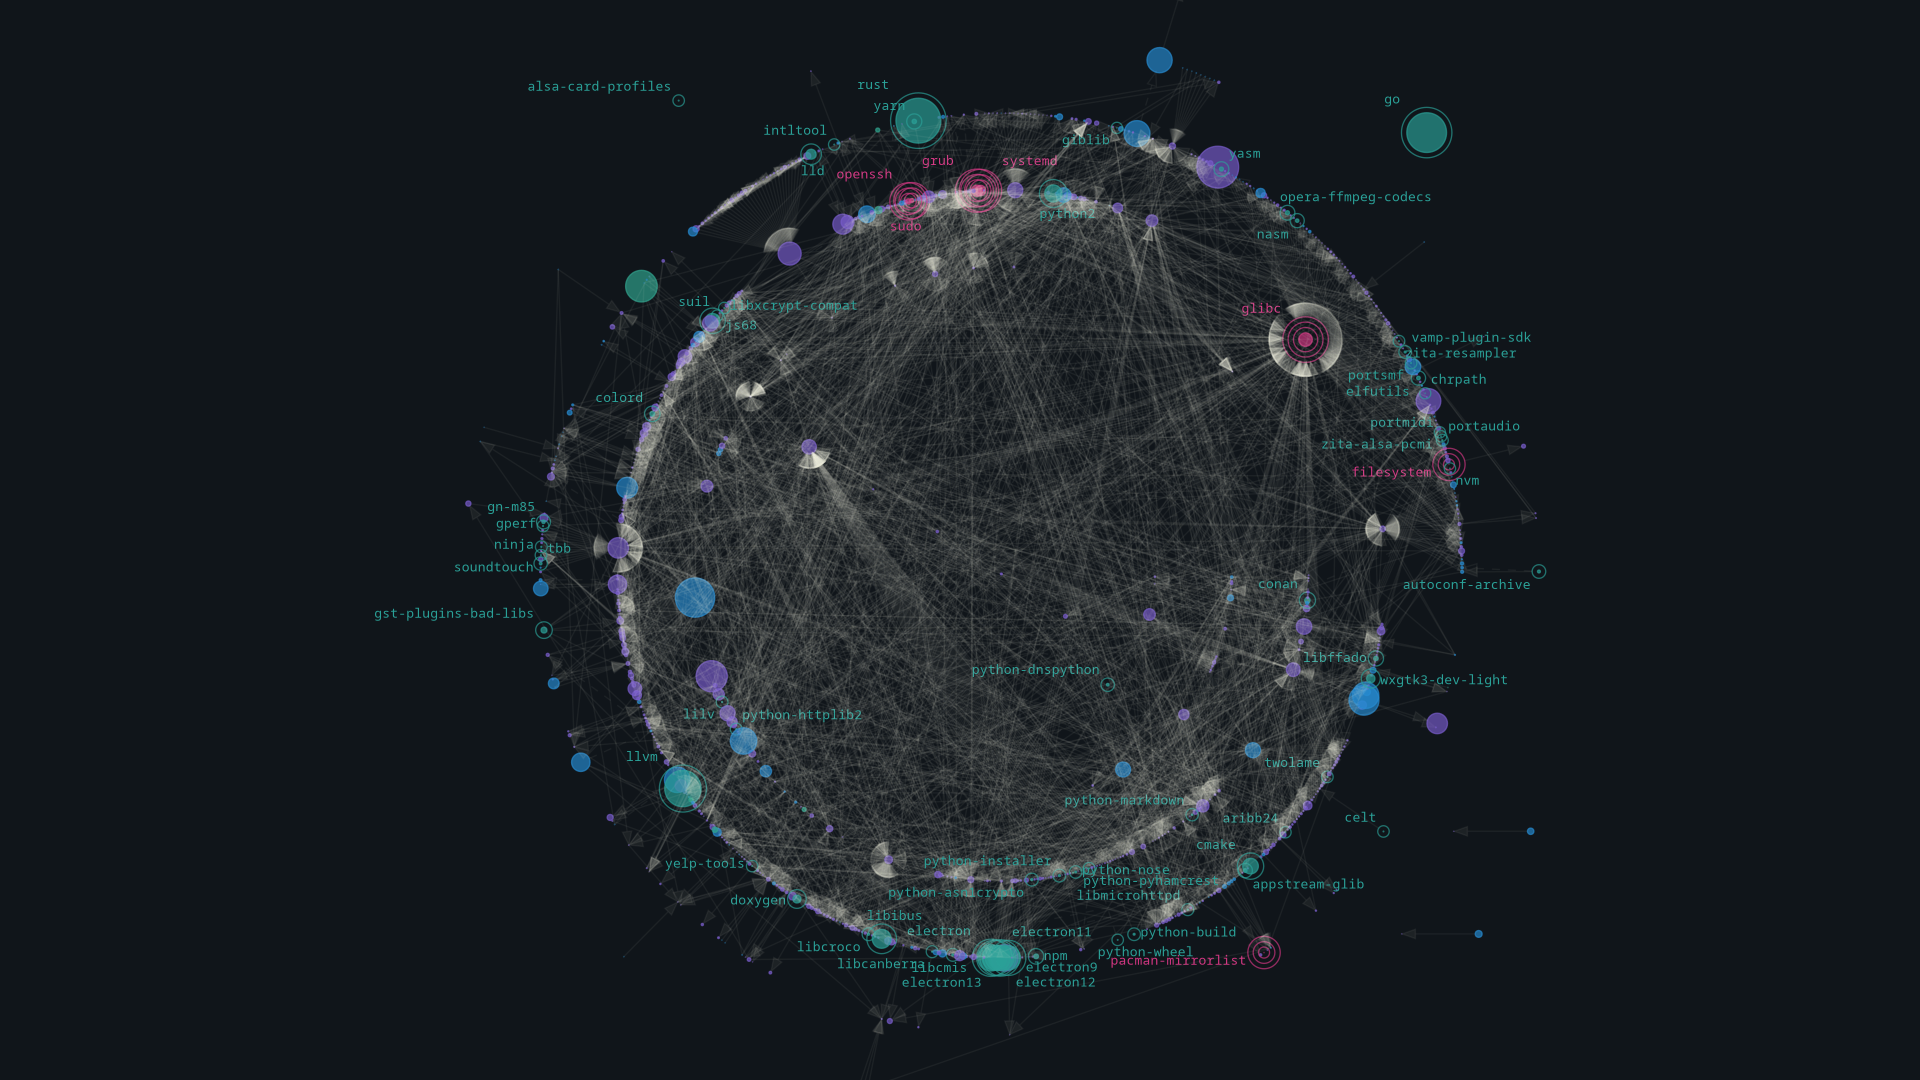 alsa-card-profiles
rust
yarn
go
intltool
giblib
lld
grub
systemd
yasm
openssh
opera-ffmpeg-codecs
python2
sudo
nasm
suil
libxcrypt-compat
js68
glibc
vamp-plugin-sdk
zita-resampler
portsmf
chrpath
elfutils
colord
portmidi
portaudio
zita-alsa-pcmi
filesystem
nvm
gn-m85
gperf
ninja
tbb
soundtouch
conan
autoconf-archive
gst-plugins-bad-libs
libffado
python-dnspython
wxgtk3-dev-light
lilv
python-httplib2
llvm
twolame
python-markdown
aribb24
celt
cmake
yelp-tools
python-installer
python-nose
python-pyhamcrest
appstream-glib
python-asn1crypto
libmicrohttpd
doxygen
libibus
electron
electron11
python-build
libcroco
python-wheel
npm
pacman-mirrorlist
libcanberra
libcmis
electron9
electron13
electron12